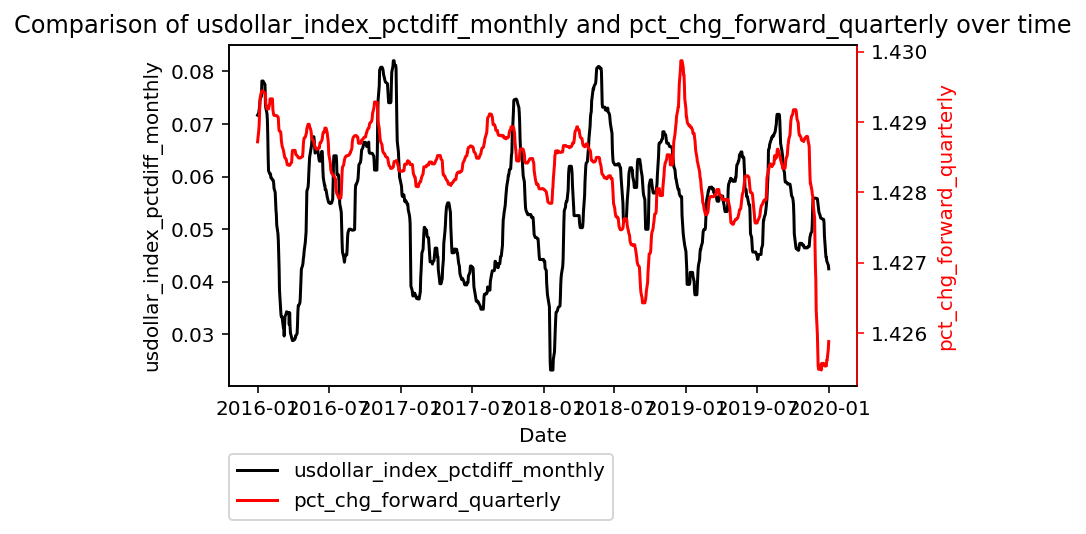 Comparison of usdollar_index_pctdiff_monthly and pct_chg_forward_quarterly over time
usdollar_index_pctdiff_monthly
0.08
0.07
0.06
0.05
0.04
0.03
1.430
1.429
1.428
1.427
1.426
pct_chg_forward_quarterly
2016-01 2016-07 2017-01 2017-07 2018-01 2018-07 2019-01 2019-07 2020-01
Date
usdollar_index_pctdiff_monthly
pct_chg_forward_quarterly